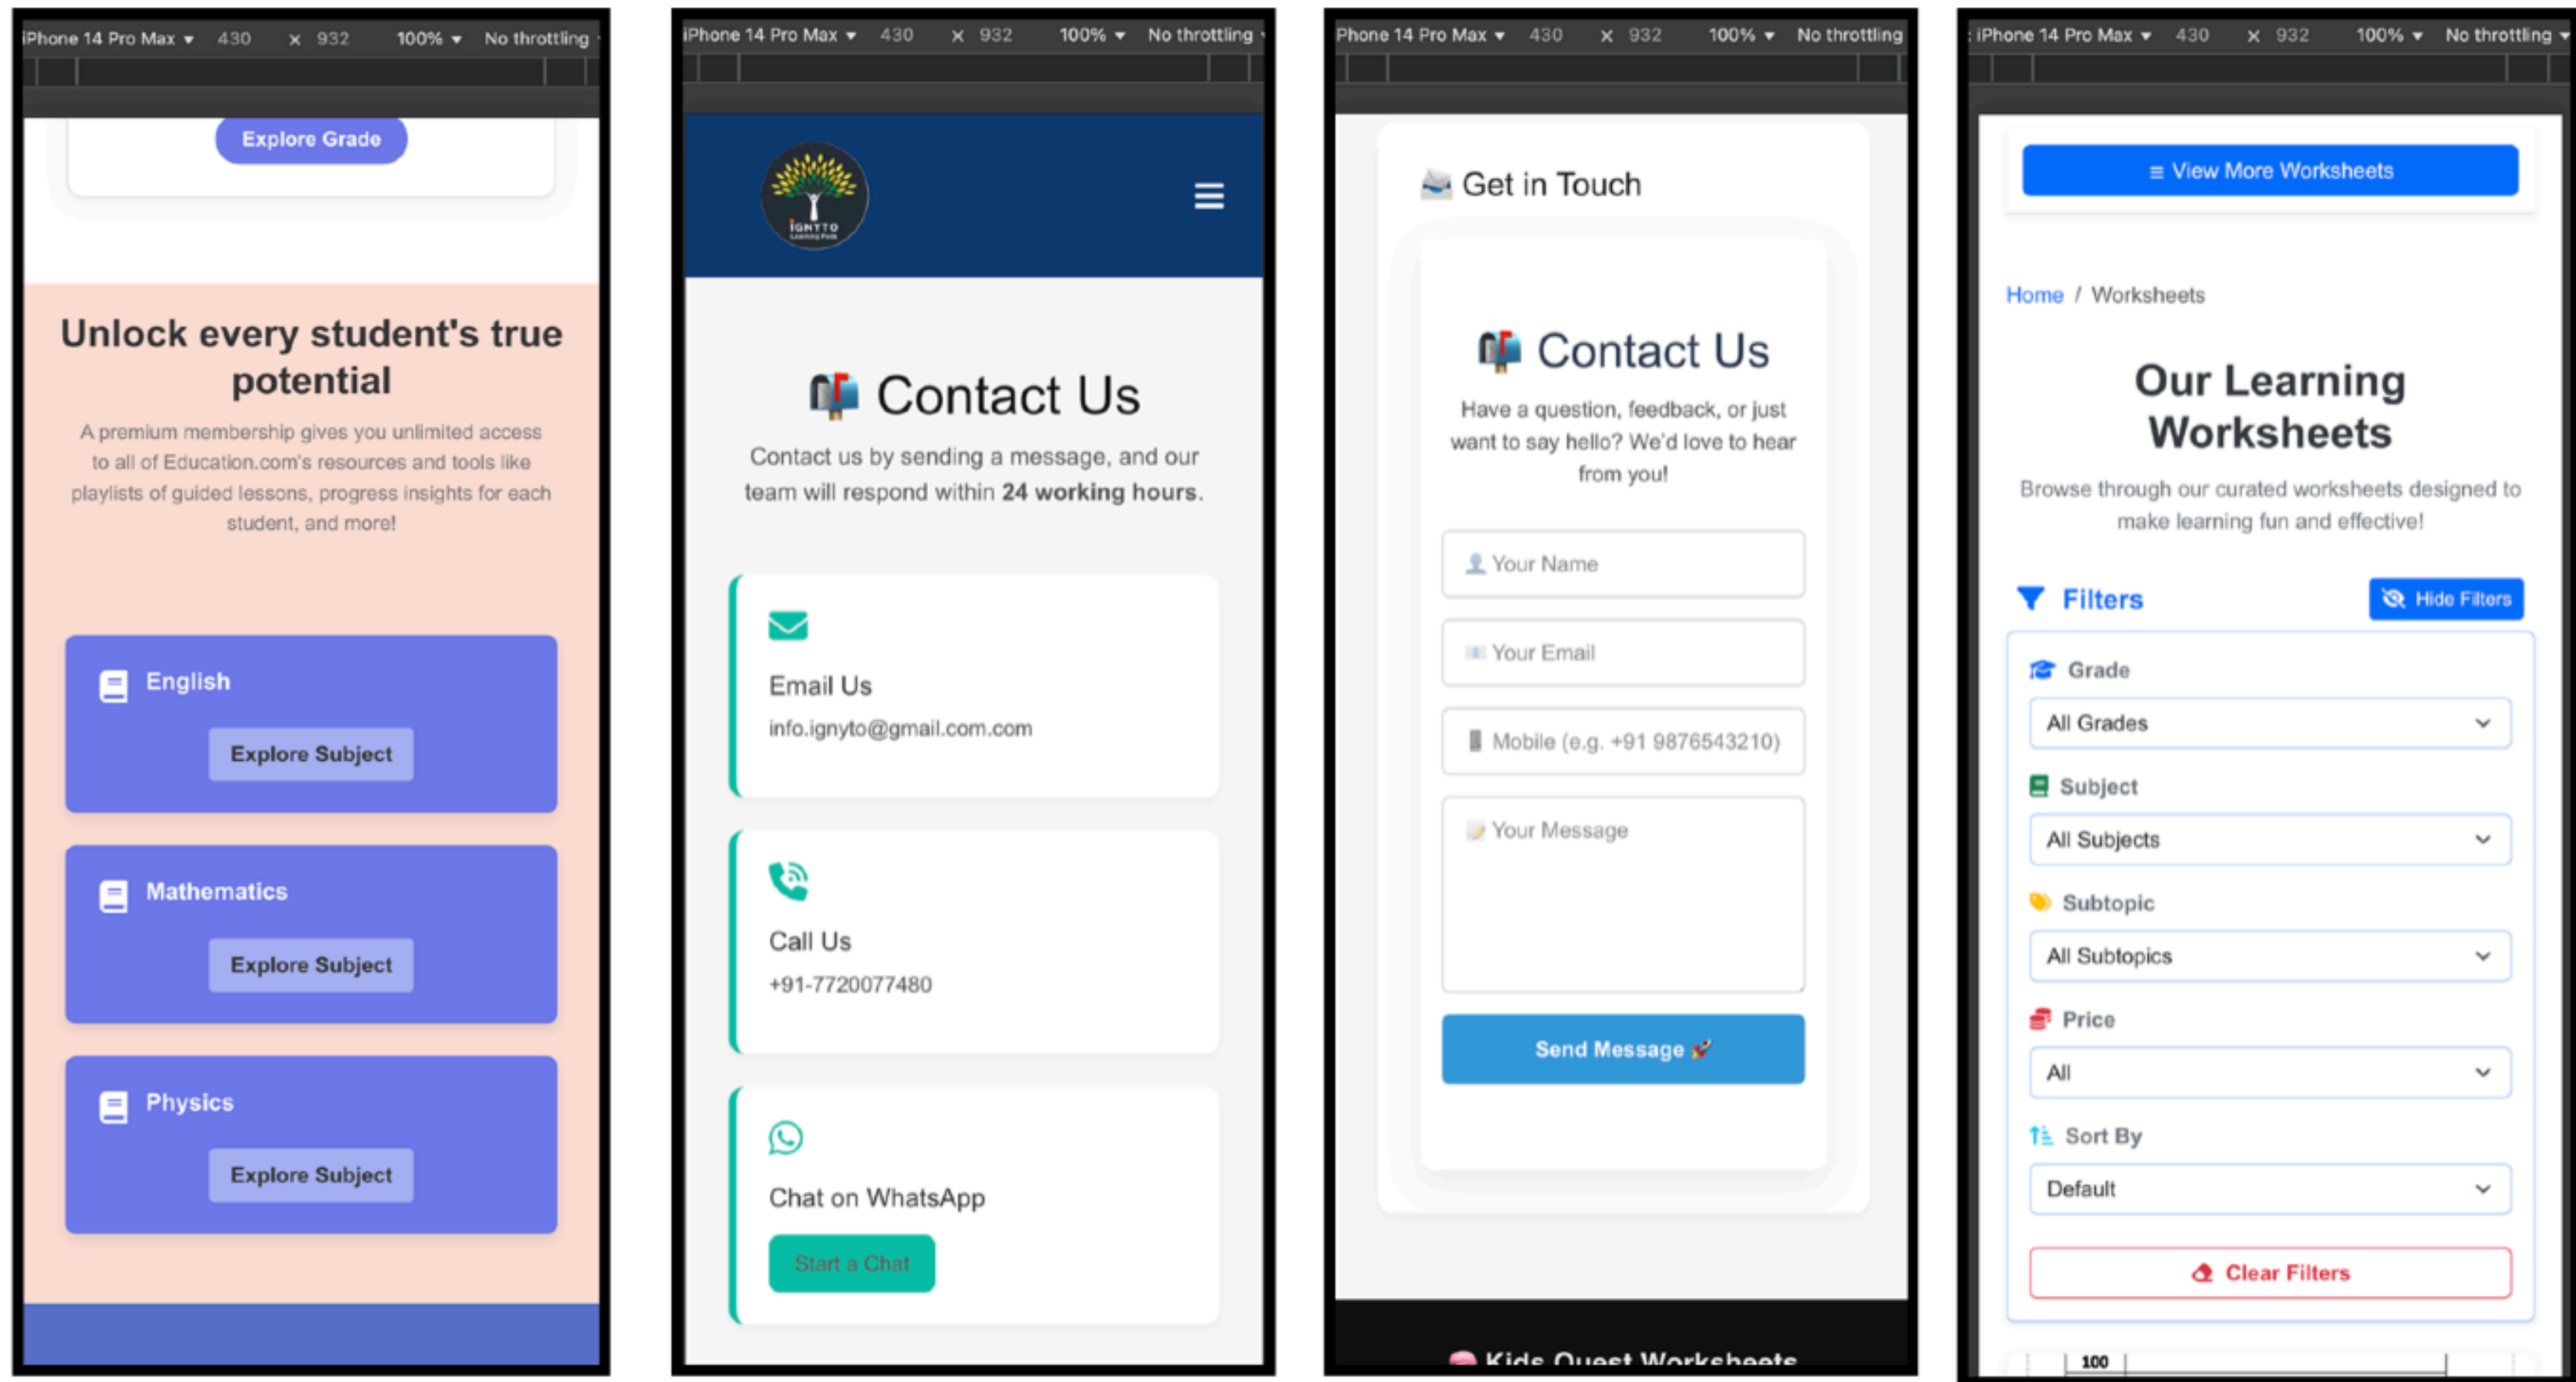 iPhone 14 Pro Max ▾ 430 × 932 100% ▾ No throttling
Explore Grade
Unlock every student's true
potential
A premium membership gives you unlimited access
to all of Education.com's resources and tools like
playlists of guided lessons, progress insights for each
student, and more!
English
Explore Subject
Mathematics
Explore Subject
Physics
Explore Subject
iPhone 14 Pro Max ▾ 430 × 932 100% ▾ No throttling
IGNYTO
Learning Pods
Contact Us
Contact us by sending a message, and our
team will respond within 24 working hours.
Email Us
info.ignyto@gmail.com.com
Call Us
+91-7720077480
Chat on WhatsApp
Start a Chat
Phone 14 Pro Max ▾ 430 × 932 100% ▾ No throttling
Get in Touch
Contact Us
Have a question, feedback, or just
want to say hello? We'd love to hear
from you!
Your Name
Your Email
Mobile (e.g. +91 9876543210)
Your Message
Send Message
Kids Quest Worksheets
: iPhone 14 Pro Max ▾ 430 × 932 100% ▾ No throttling ▾
≡ View More Worksheets
Home / Worksheets
Our Learning
Worksheets
Browse through our curated worksheets designed to
make learning fun and effective!
Filters
Hide Filters
Grade
All Grades
Subject
All Subjects
Subtopic
All Subtopics
Price
All
Sort By
Default
Clear Filters
100